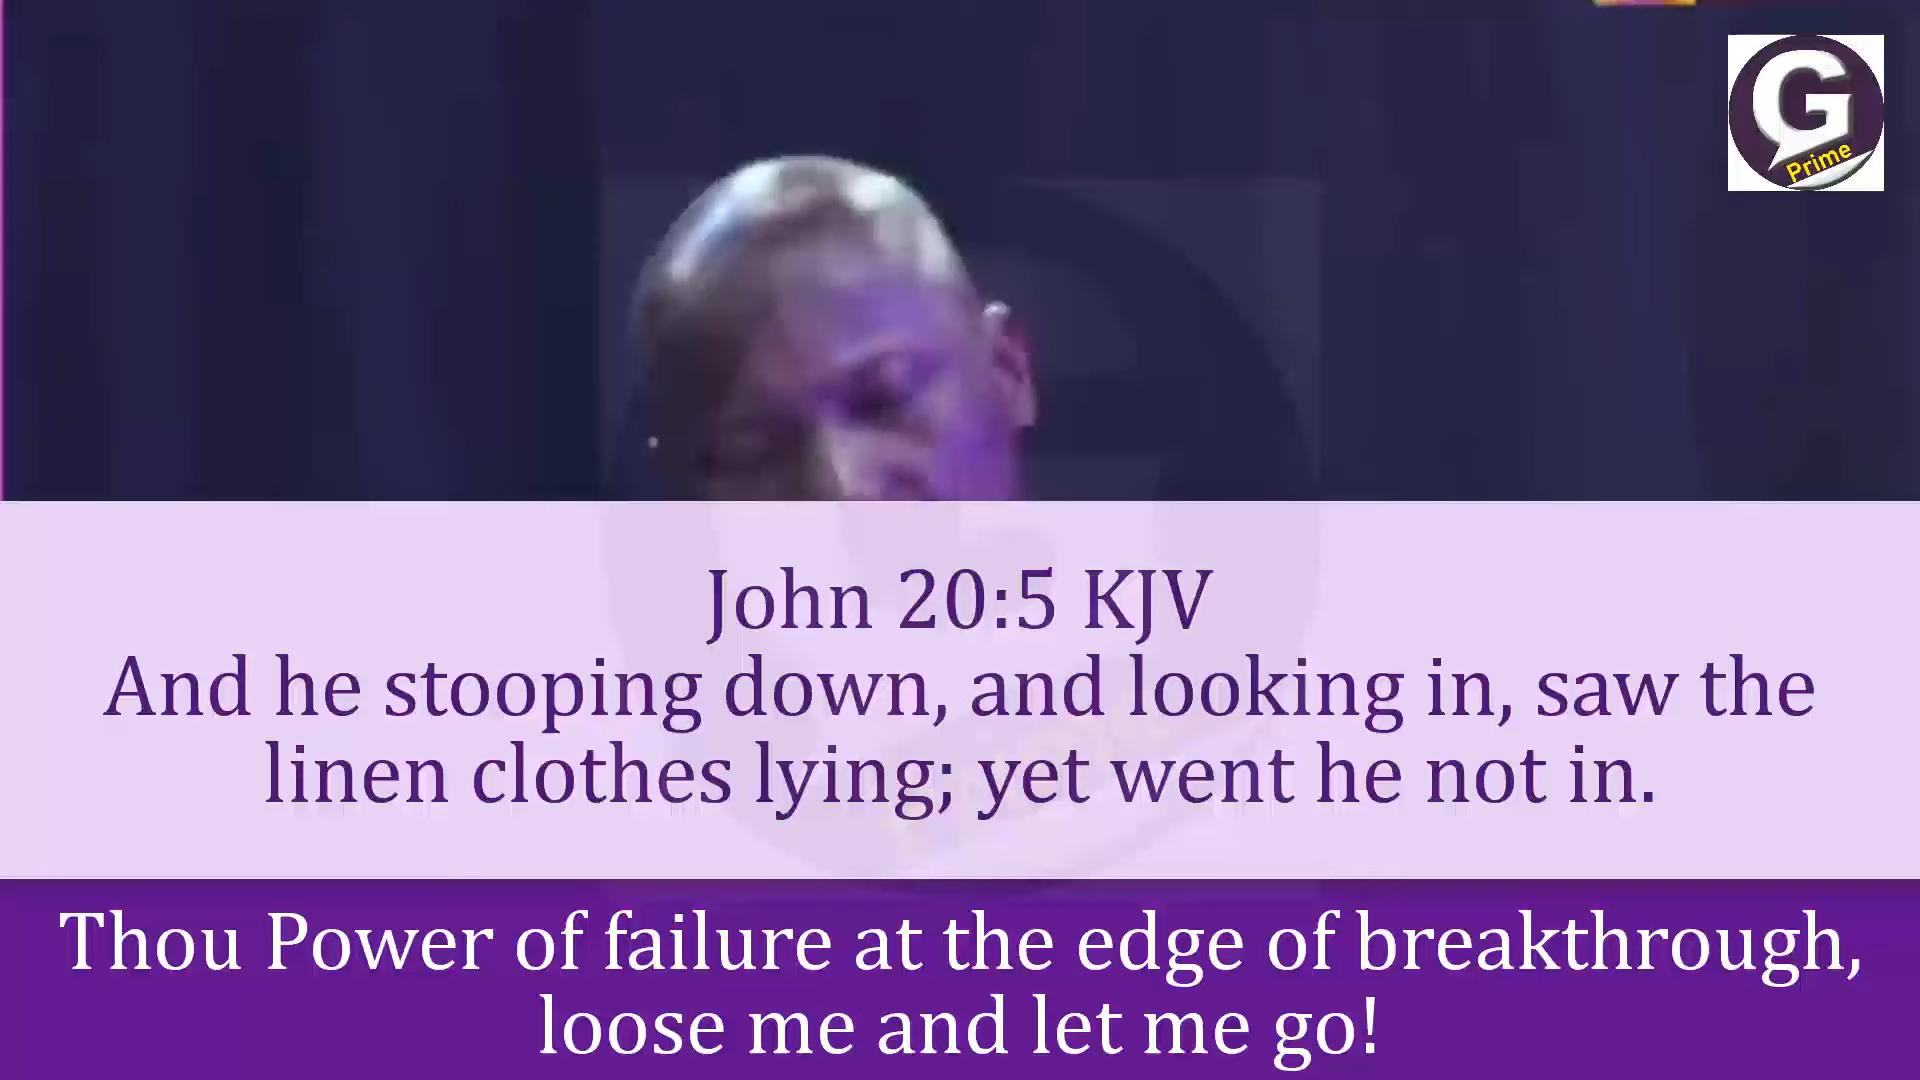 G
Prime
John 20:5 KJV
And he stooping down, and looking in, saw the
linen clothes lying; yet went he not in.
Thou Power of failure at the edge of breakthrough,
loose me and let me go!